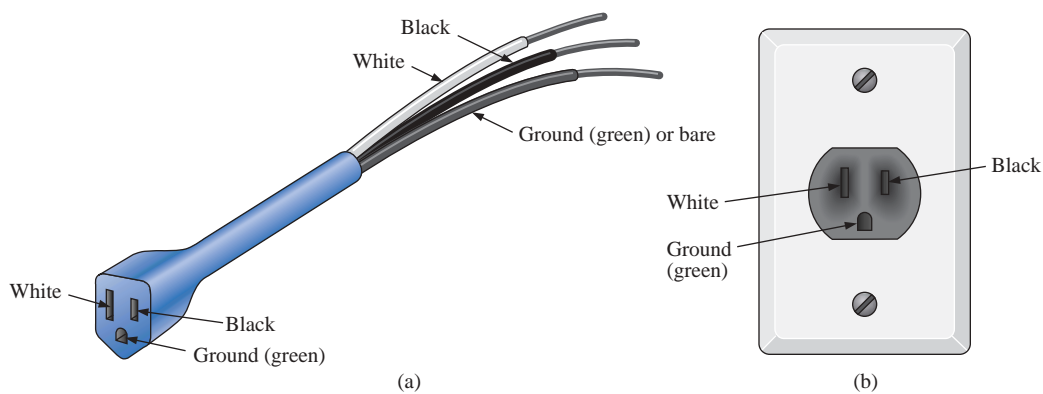 Black
White
Ground (green) or bare
White
Black
Ground (green)
(a)
Black
White
Ground
(green)
(b)